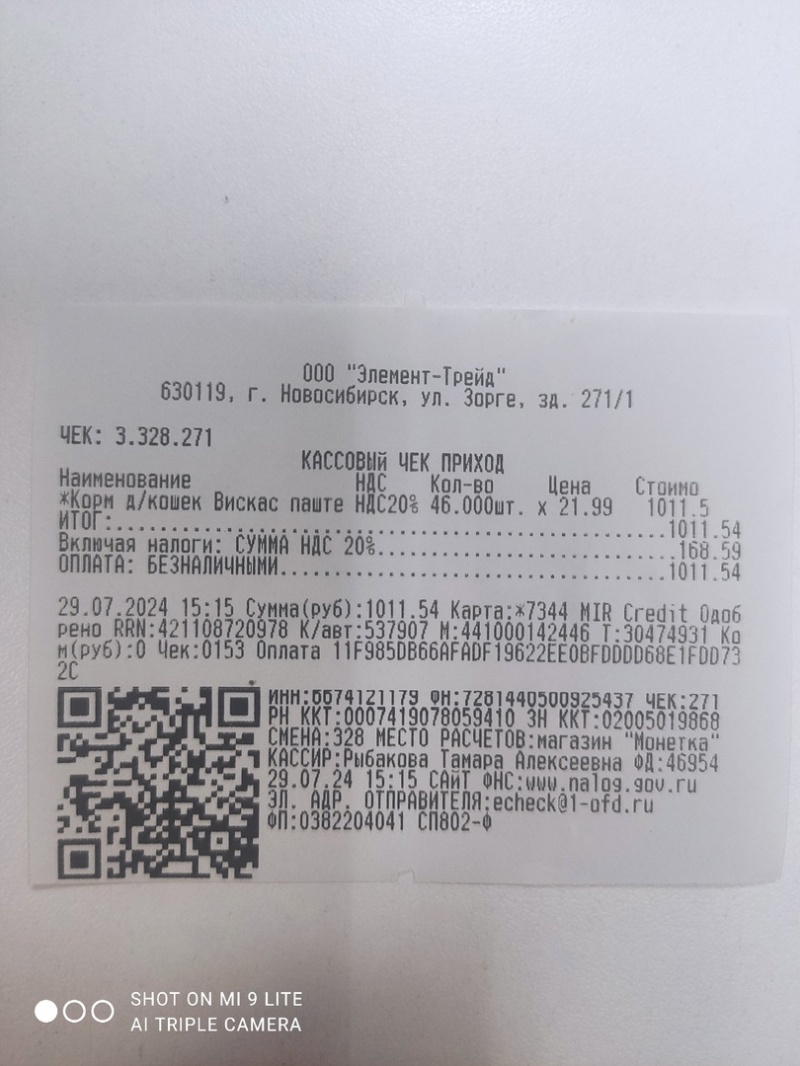 ООО "Элемент-Трейд"
630119, г. Новосибирск, ул. Зорге, зд. 271/1
ЧЕК: 3.328.271
КАССОВЫЙ ЧЕК ПРИХОД
Наименование НДС Кол-во Цена Стоимо
*Корм д/кошек Вискас паште НДС20% 46.000шт. x 21.99 1011.5
ИТОГ:..............................................1011.54
Включая налоги: СУММА НДС 20%........................168.59
ОПЛАТА: БЕЗНАЛИЧНЫМИ................................1011.54
29.07.2024 15:15 Сумма(руб):1011.54 Карта:*7344 MIR Credit Одоб
рено RRN:421108720978 К/авт:537907 М:441000142446 Т:30474931 Ко
м(руб):0 Чек:0153 Оплата 11F985DB66AFADF19622EE0BFDDDD68E1FDD73
2C
ИНН:6674121179 ФН:7281440500925437 ЧЕК:271
РН ККТ:0007419078059410 ЗН ККТ:02005019868
СМЕНА:328 МЕСТО РАСЧЕТОВ:магазин "Монетка"
КАССИР:Рыбакова Тамара Алексеевна ФД:46954
29.07.24 15:15 САЙТ ФНС:www.nalog.gov.ru
ЭЛ. АДР. ОТПРАВИТЕЛЯ:echeck@1-ofd.ru
ФП:0382204041 СП802-Ф
SHOT ON MI 9 LITE
AI TRIPLE CAMERA